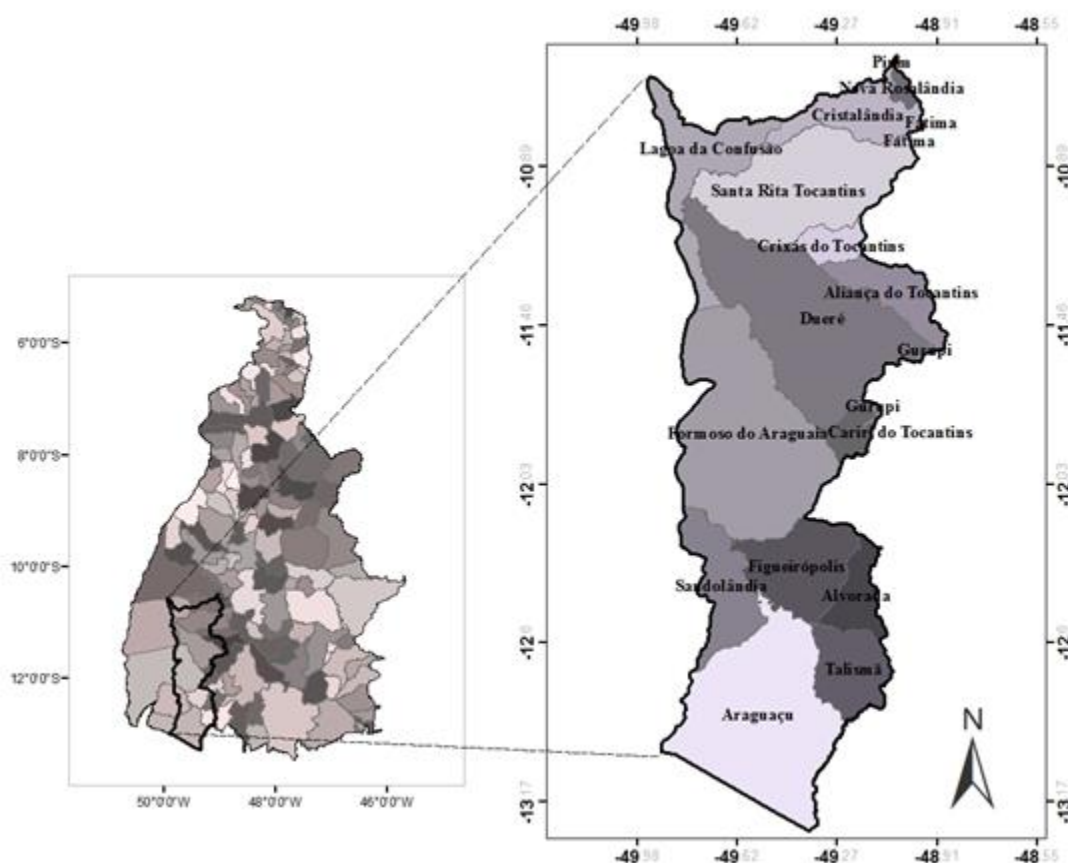 6°0'0"S
8°0'0"S
10°0'0"S
12°0'0"S
50°0'0"W 48°0'0"W 46°0'0"W
-49.98 -49.62 -49.27 -48.91 -48.55
Pium
Nova Rosalândia
Cristalândia
Fátima
Fátima
Lagoa da Confusão
-10.89
Santa Rita Tocantins
Crixás do Tocantins
Aliança do Tocantins
Dueré
-11.46
Gurupi
Gurupi
Formoso do Araguaia
Cariri do Tocantins
-12.03
Figueirópolis
Sandolândia
Alvorada
-12.6
Talismã
Araguaçu
N
-13.17
-49.98 -49.62 -49.27 -48.91 -48.55